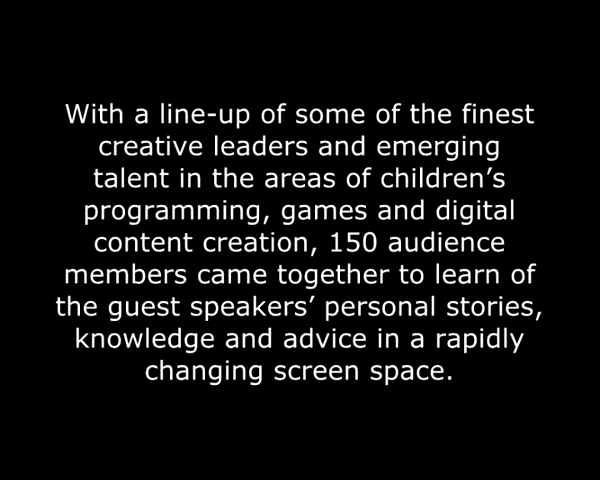 With a line-up of some of the finest
creative leaders and emerging
talent in the areas of children’s
programming, games and digital
content creation, 150 audience
members came together to learn of
the guest speakers’ personal stories,
knowledge and advice in a rapidly
changing screen space.